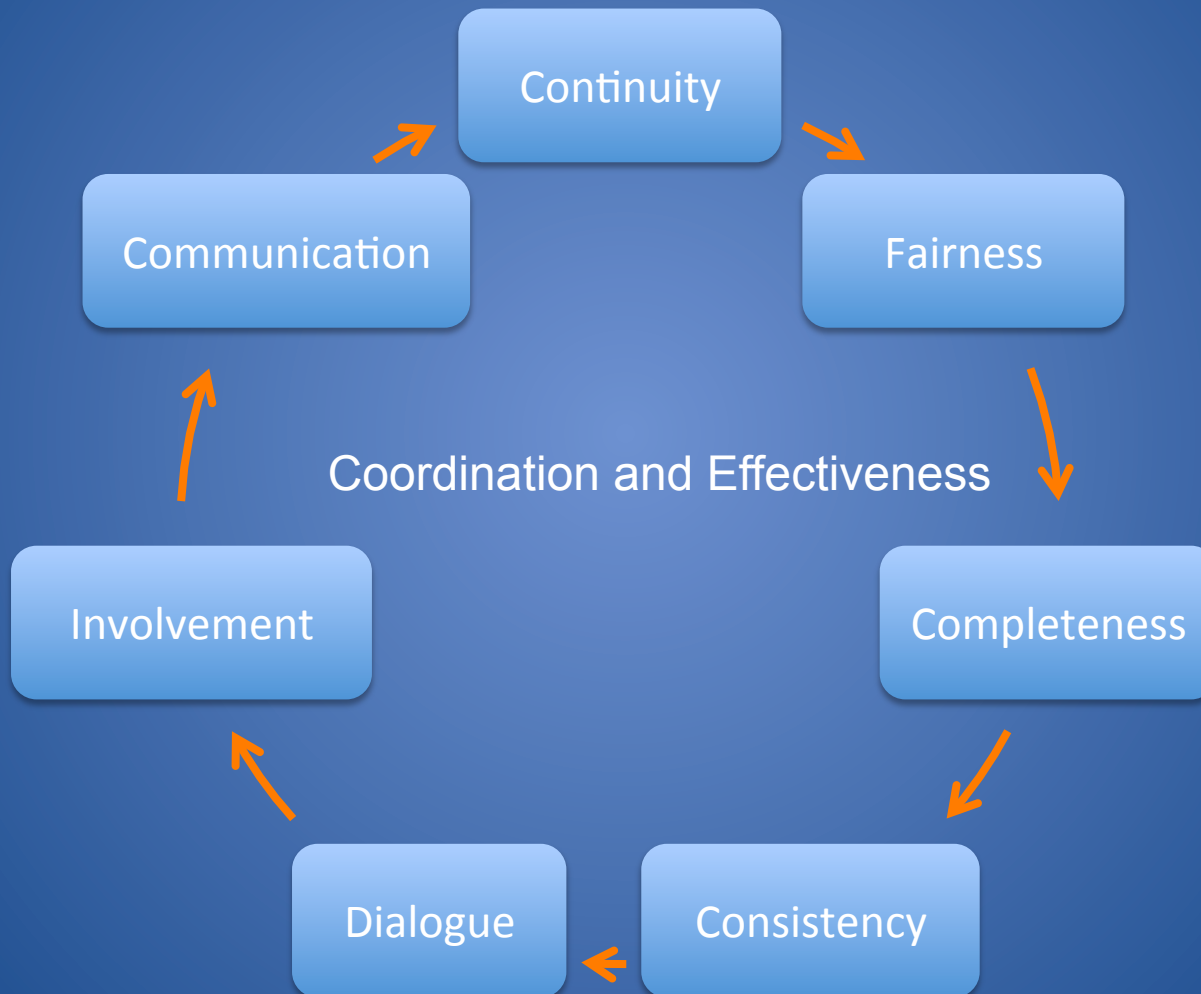 Continuity
Communication
Fairness
Coordination and Effectiveness
Involvement
Completeness
Dialogue
Consistency